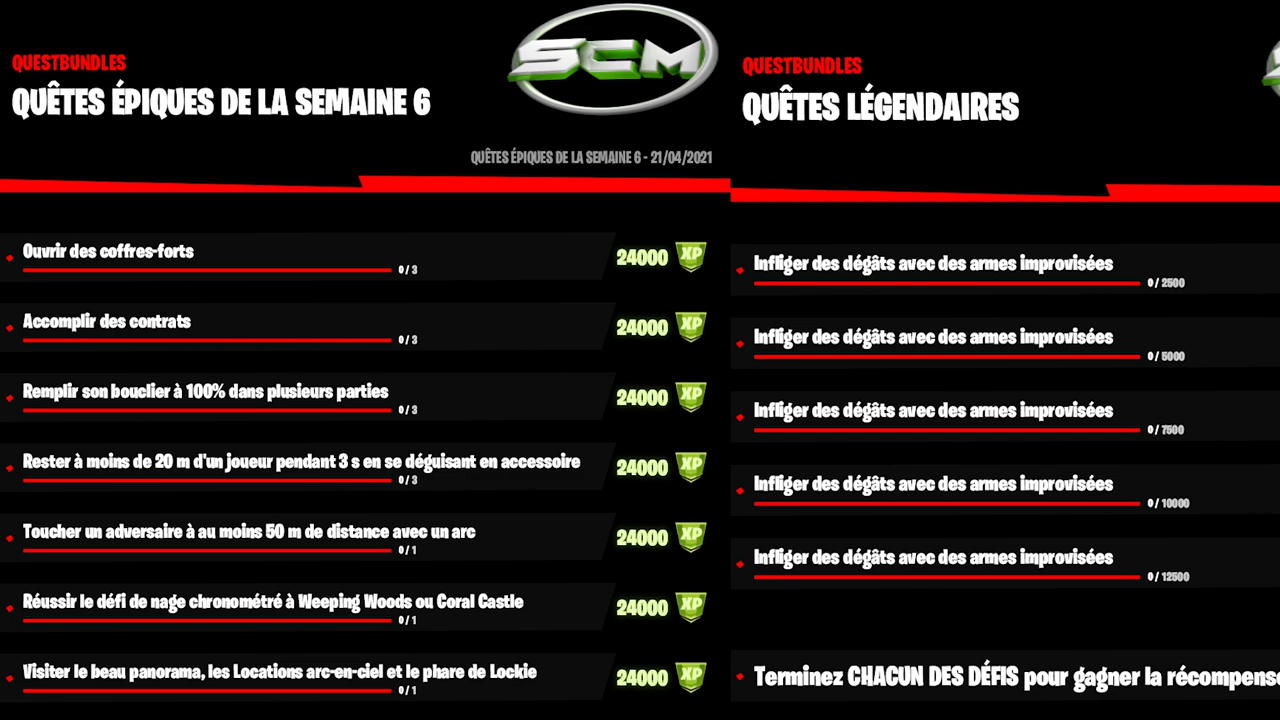 QUESTBUNDLES
QUÊTES ÉPIQUES DE LA SEMAINE 6
SCM
QUÊTES ÉPIQUES DE LA SEMAINE 6 - 21/04/2021
Ouvrir des coffres-forts
0 / 3
24000 XP
Accomplir des contrats
0 / 3
24000 XP
Remplir son bouclier à 100% dans plusieurs parties
0 / 3
24000 XP
Rester à moins de 20 m d'un joueur pendant 3 s en se déguisant en accessoire
0 / 3
24000 XP
Toucher un adversaire à au moins 50 m de distance avec un arc
0 / 1
24000 XP
Réussir le défi de nage chronométré à Weeping Woods ou Coral Castle
0 / 1
24000 XP
Visiter le beau panorama, les Locations arc-en-ciel et le phare de Lockie
0 / 1
24000 XP
QUESTBUNDLES
QUÊTES LÉGENDAIRES
Infliger des dégâts avec des armes improvisées
0 / 2500
Infliger des dégâts avec des armes improvisées
0 / 5000
Infliger des dégâts avec des armes improvisées
0 / 7500
Infliger des dégâts avec des armes improvisées
0 / 10000
Infliger des dégâts avec des armes improvisées
0 / 12500
Terminez CHACUN DES DÉFIS pour gagner la récompense